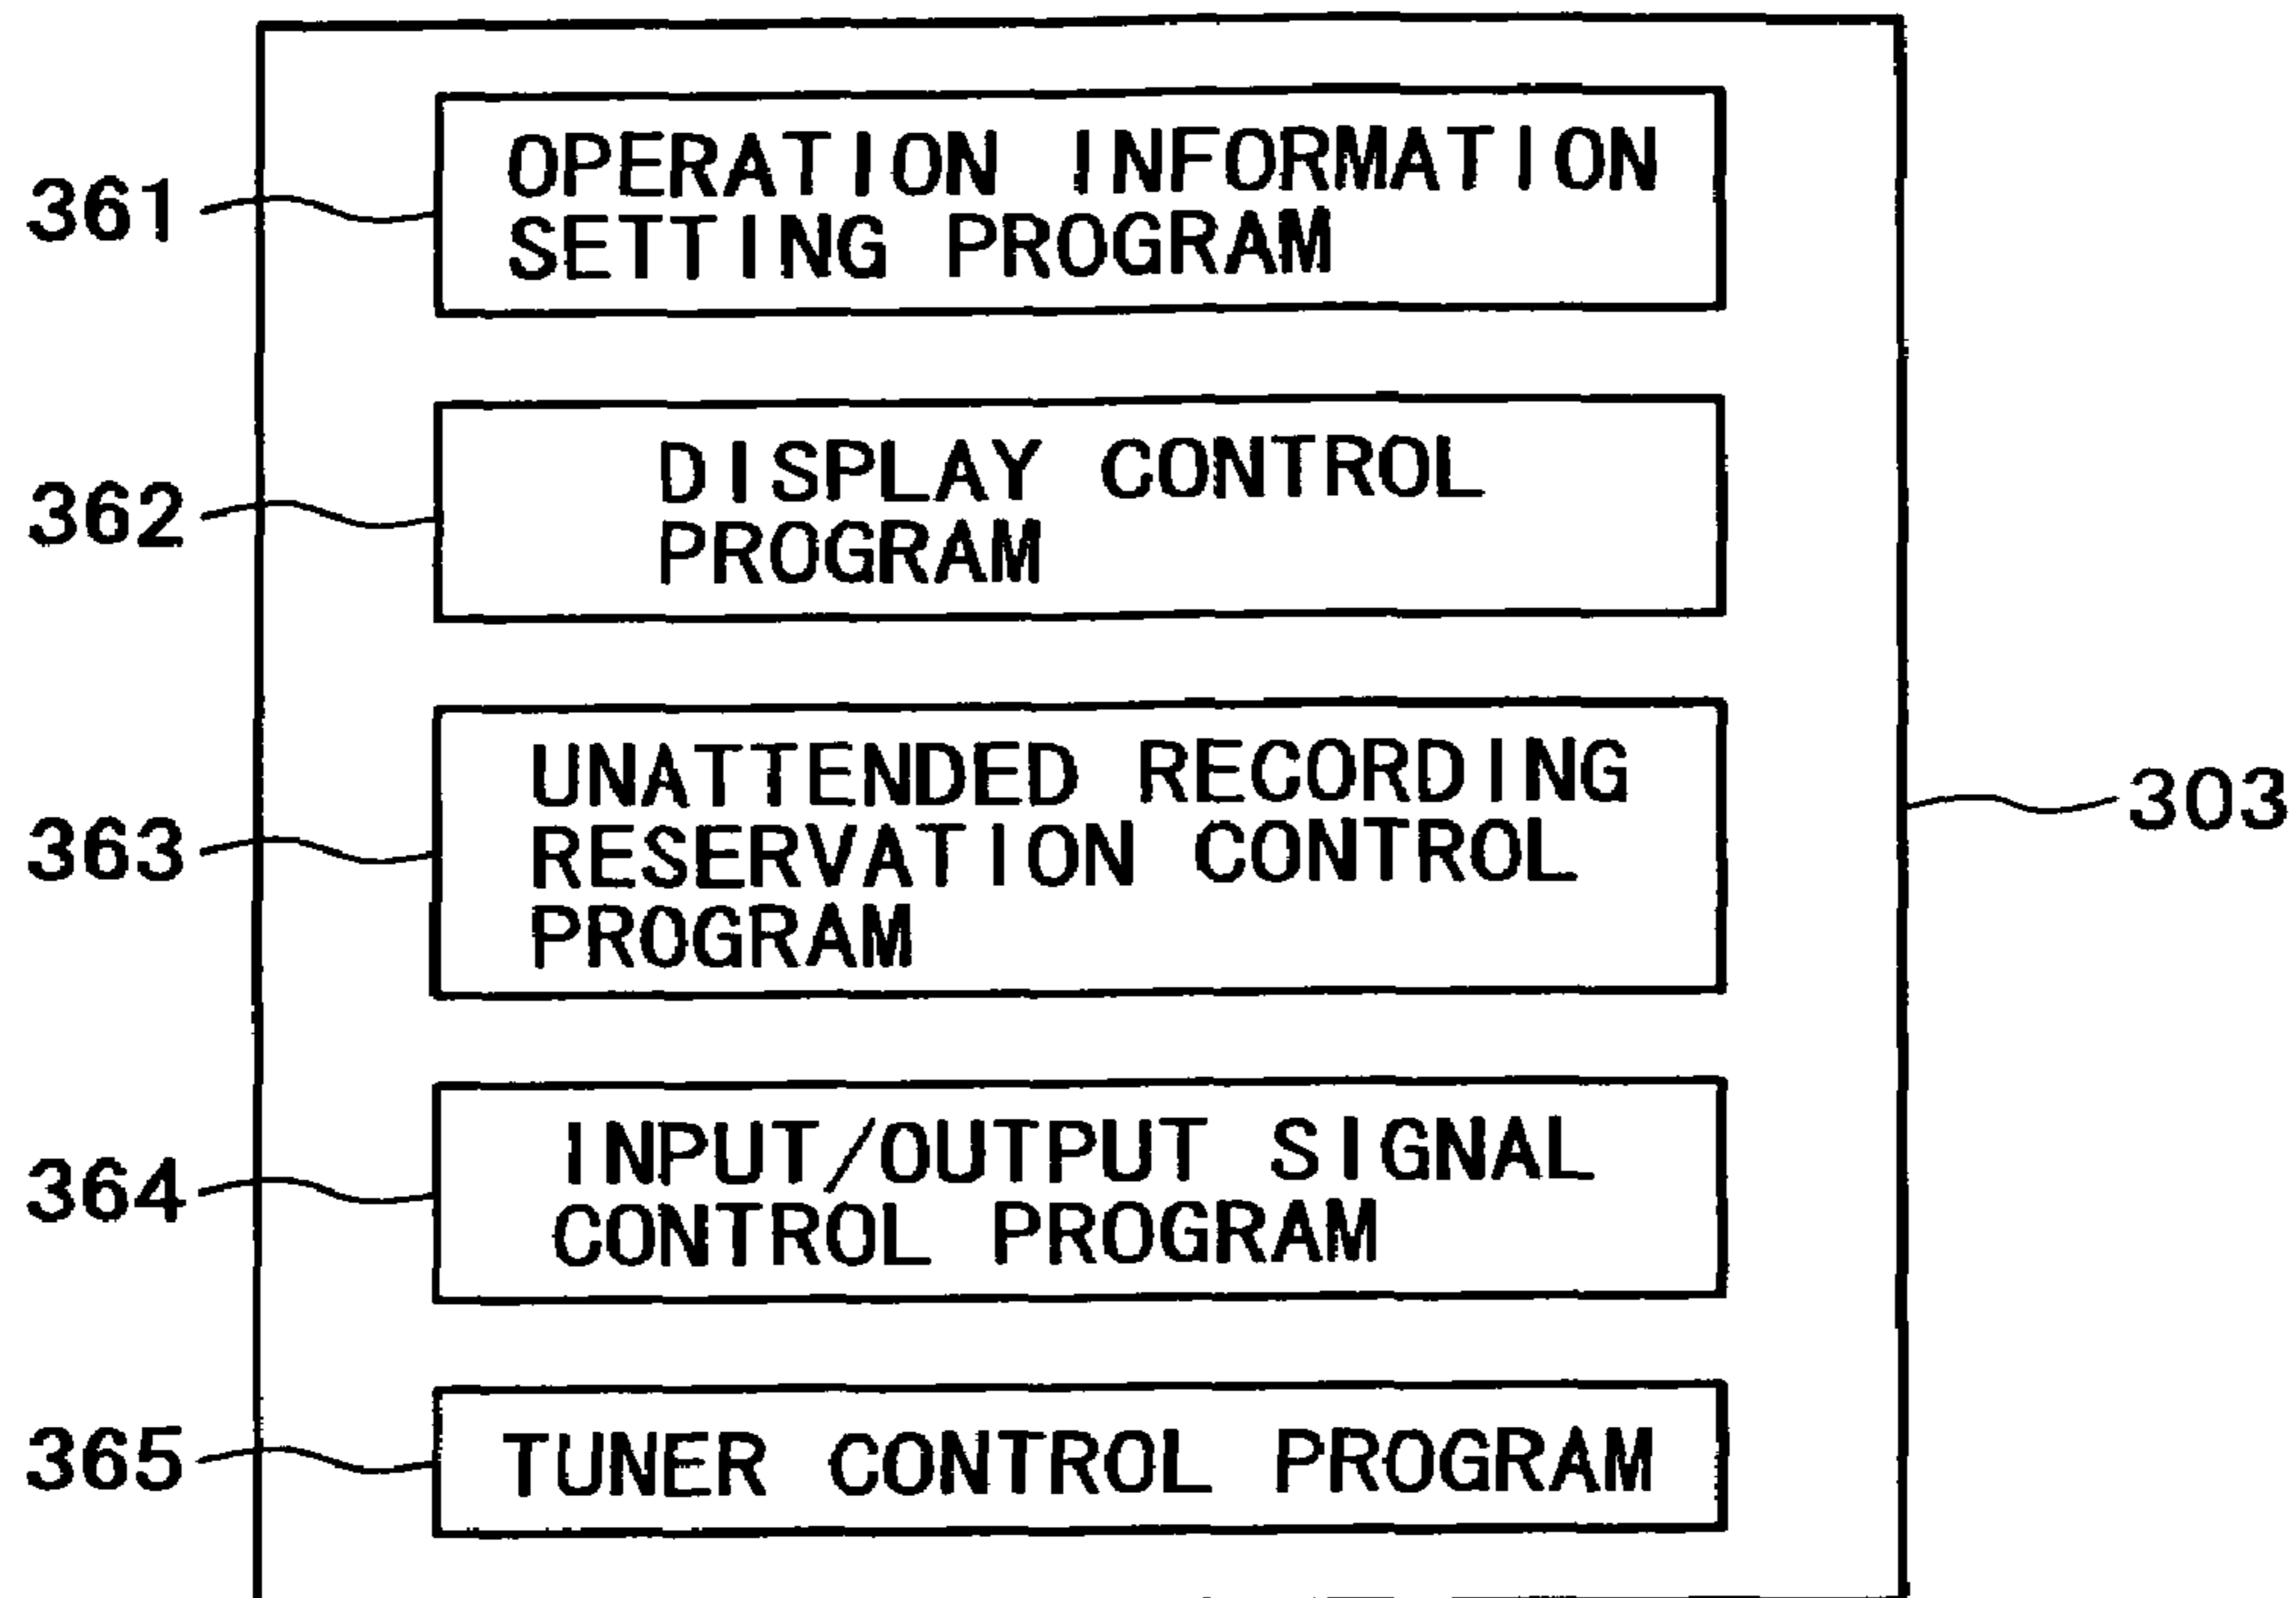 361
OPERATION INFORMATION
SETTING PROGRAM
362
DISPLAY CONTROL
PROGRAM
363
UNATTENDED RECORDING
RESERVATION CONTROL
PROGRAM
303
364
INPUT/OUTPUT SIGNAL
CONTROL PROGRAM
365
TUNER CONTROL PROGRAM